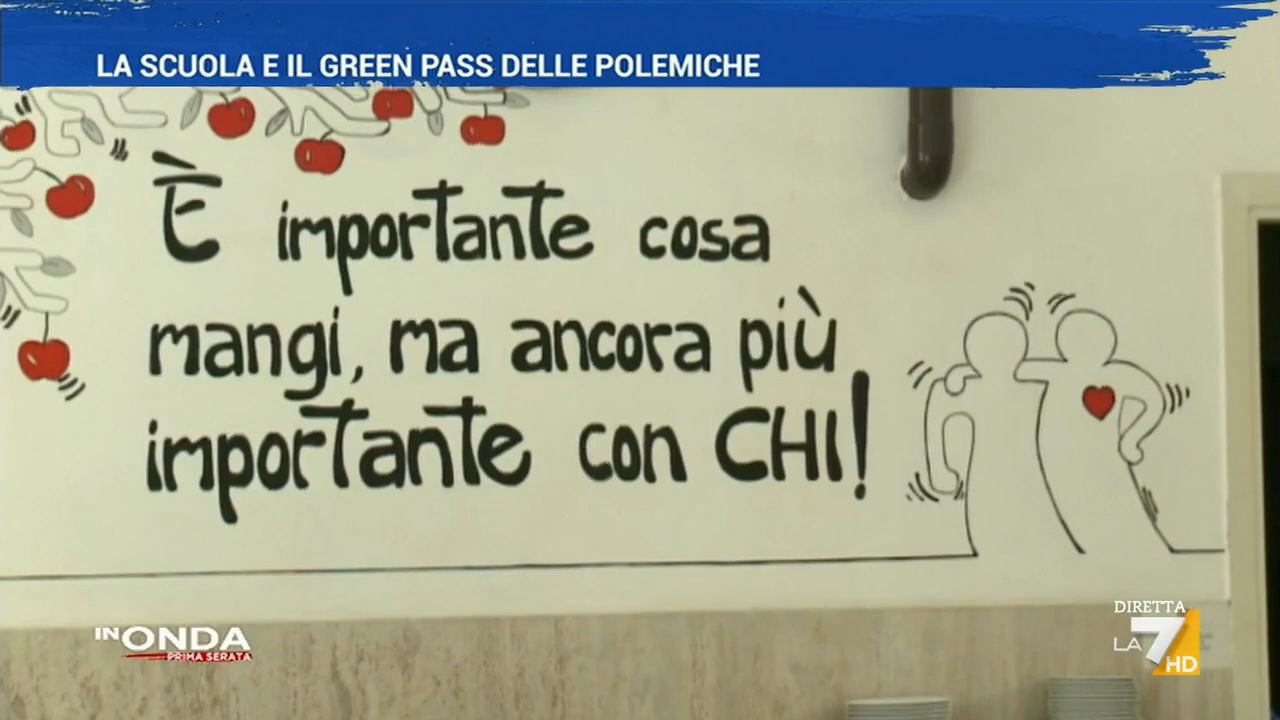 LA SCUOLA E IL GREEN PASS DELLE POLEMICHE
È importante cosa
mangi, ma ancora più
importante con CHI!
IN ONDA
PRIMA SERATA
DIRETTA
LA 7
HD